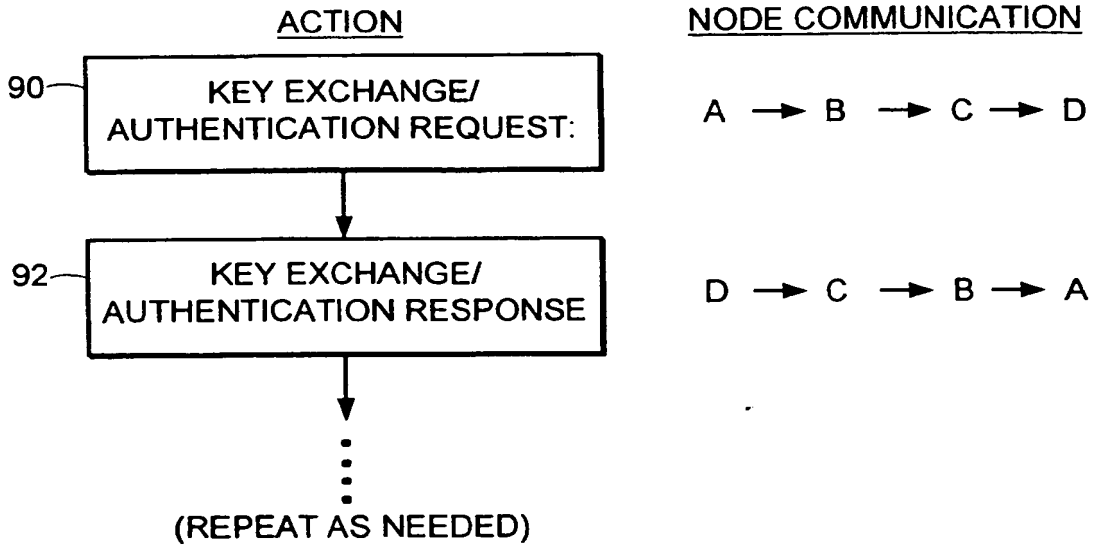 ACTION
NODE COMMUNICATION
90
KEY EXCHANGE/
AUTHENTICATION REQUEST:
A → B → C → D
92
KEY EXCHANGE/
AUTHENTICATION RESPONSE
D → C → B → A
(REPEAT AS NEEDED)